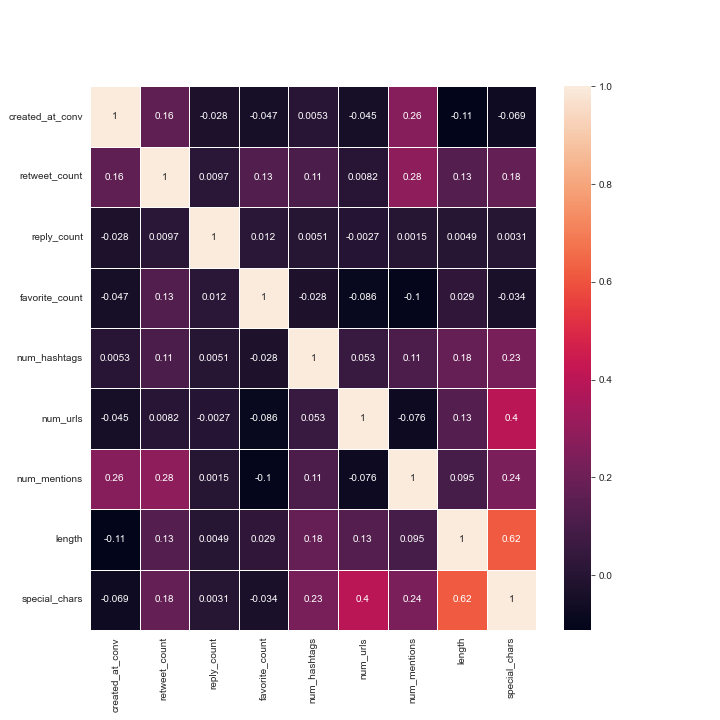 created_at_conv 1 0.16 -0.028 -0.047 0.0053 -0.045 0.26 -0.11 -0.069
retweet_count 0.16 1 0.0097 0.13 0.11 0.0082 0.28 0.13 0.18
reply_count -0.028 0.0097 1 0.012 0.0051 -0.0027 0.0015 0.0049 0.0031
favorite_count -0.047 0.13 0.012 1 -0.028 -0.086 -0.1 0.029 -0.034
num_hashtags 0.0053 0.11 0.0051 -0.028 1 0.053 0.11 0.18 0.23
num_urls -0.045 0.0082 -0.0027 -0.086 0.053 1 -0.076 0.13 0.4
num_mentions 0.26 0.28 0.0015 -0.1 0.11 -0.076 1 0.095 0.24
length -0.11 0.13 0.0049 0.029 0.18 0.13 0.095 1 0.62
special_chars -0.069 0.18 0.0031 -0.034 0.23 0.4 0.24 0.62 1
created_at_conv
retweet_count
reply_count
favorite_count
num_hashtags
num_urls
num_mentions
length
special_chars
1.0
0.8
0.6
0.4
0.2
0.0